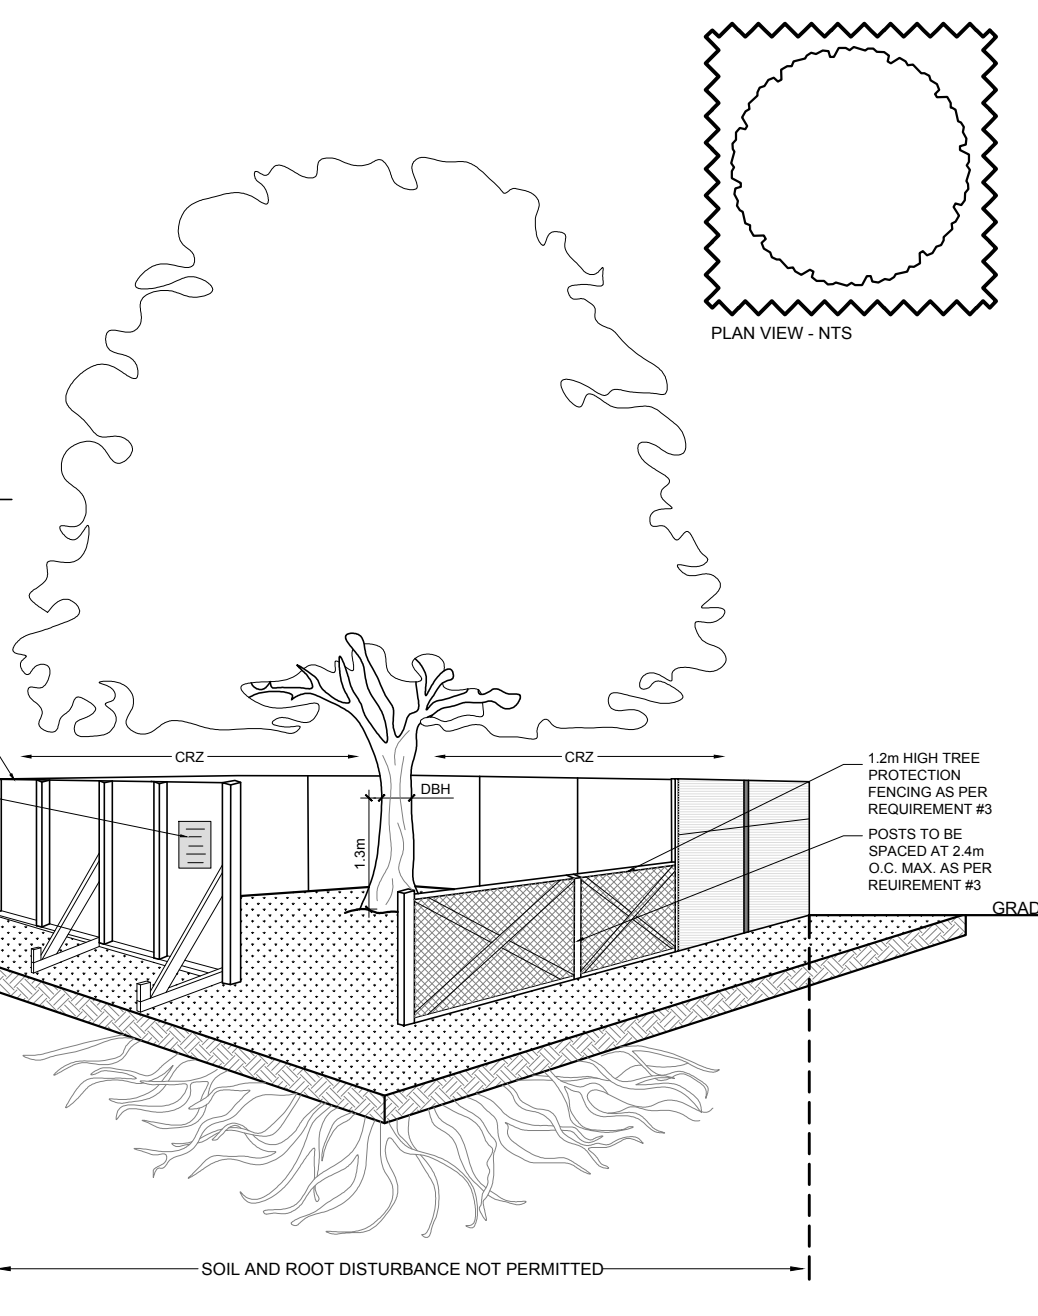 PLAN VIEW - NTS
CRZ
CRZ
DBH
1.3m
1.2m HIGH TREE
PROTECTION
FENCING AS PER
REQUIREMENT #3
POSTS TO BE
SPACED AT 2.4m
O.C. MAX. AS PER
REUIREMENT #3
GRAD
SOIL AND ROOT DISTURBANCE NOT PERMITTED